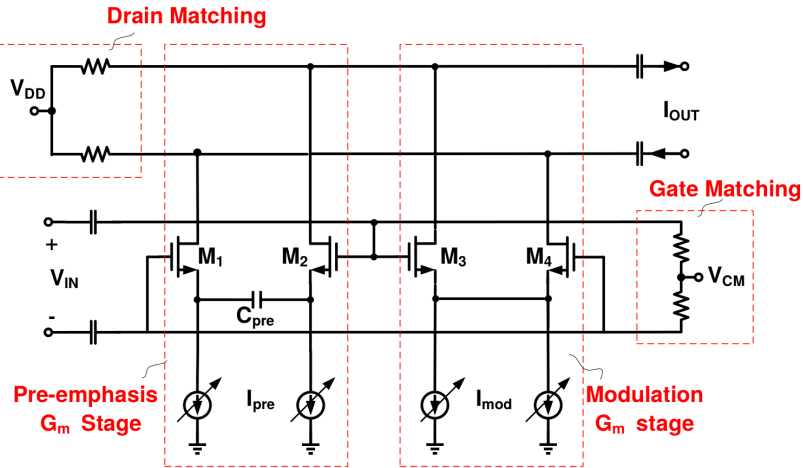 Drain Matching
V_DD
I_OUT
Gate Matching
+
V_IN
-
M_1
M_2
M_3
M_4
V_CM
C_pre
Pre-emphasis
G_m Stage
I_pre
I_mod
Modulation
G_m stage